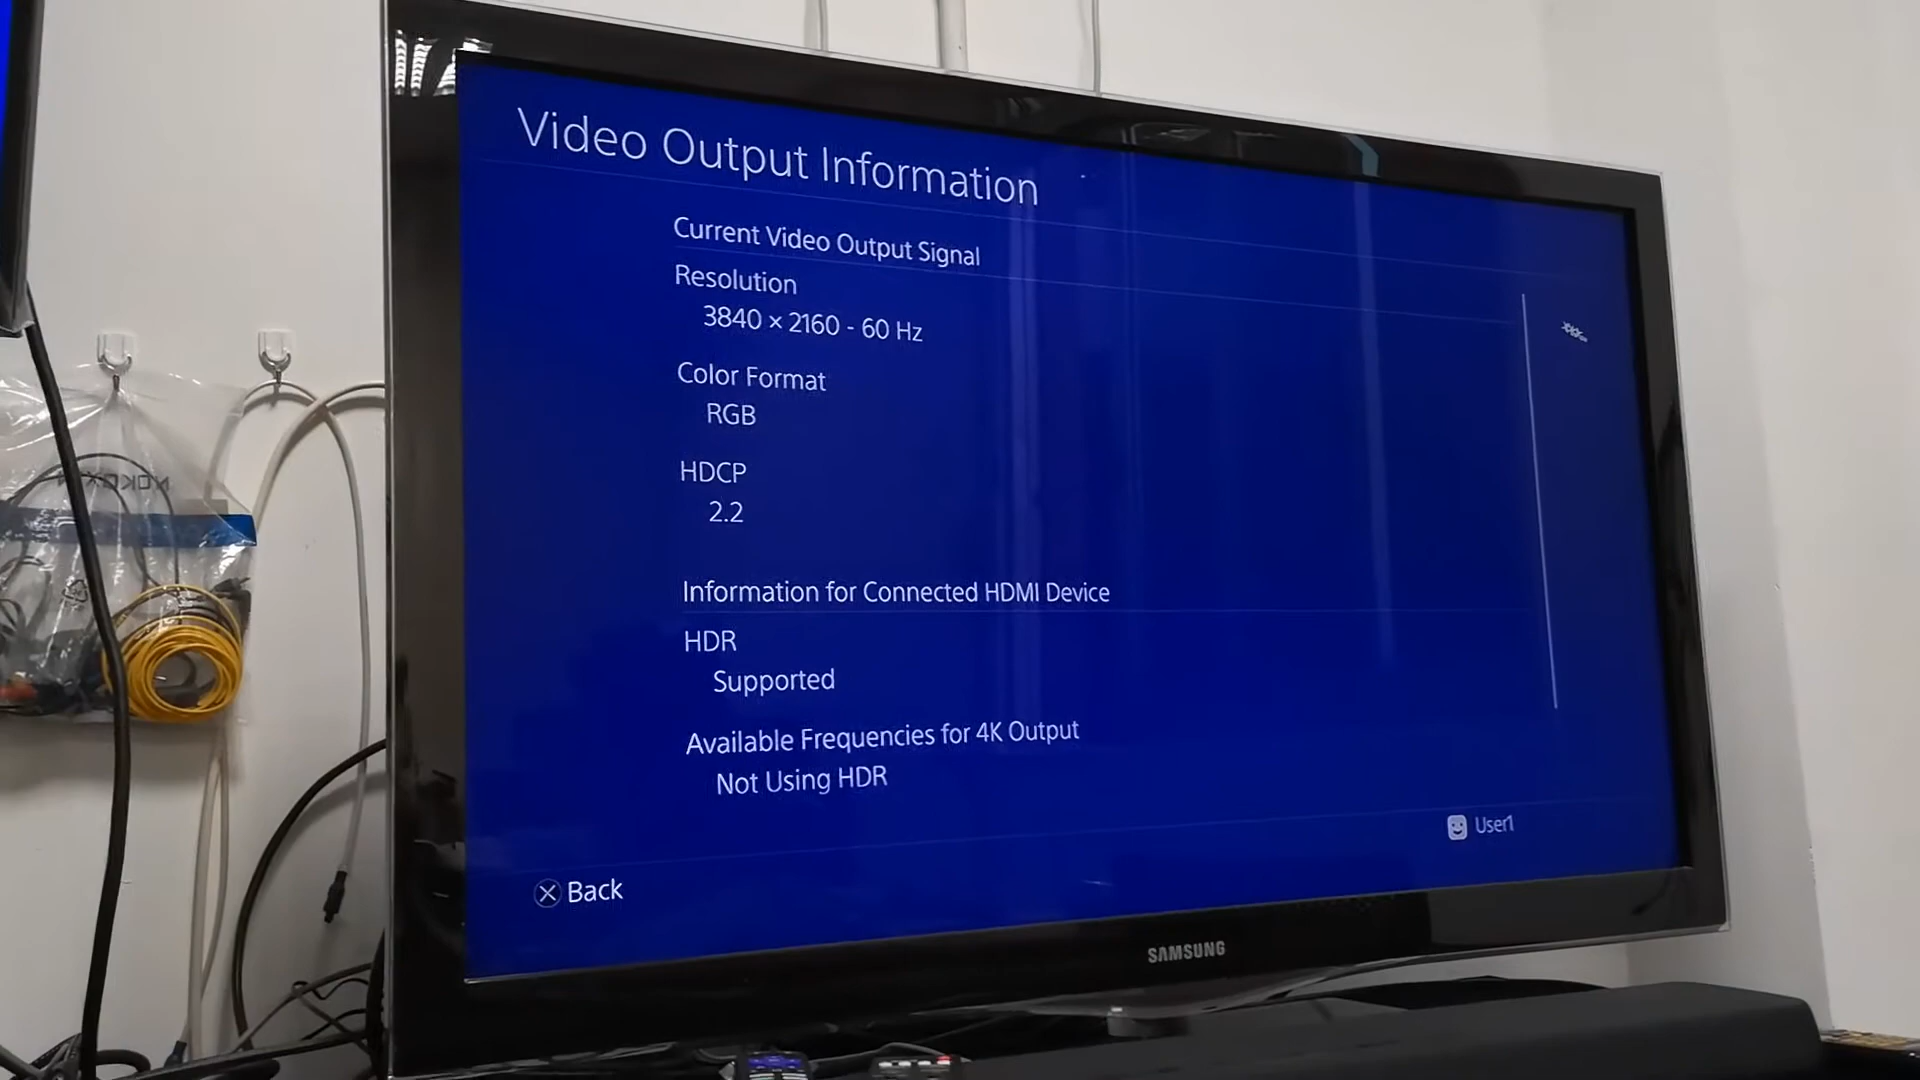 Video Output Information
Current Video Output Signal
Resolution
3840 × 2160 - 60 Hz
Color Format
RGB
HDCP
2.2
Information for Connected HDMI Device
HDR
Supported
Available Frequencies for 4K Output
Not Using HDR
User1
Back
SAMSUNG